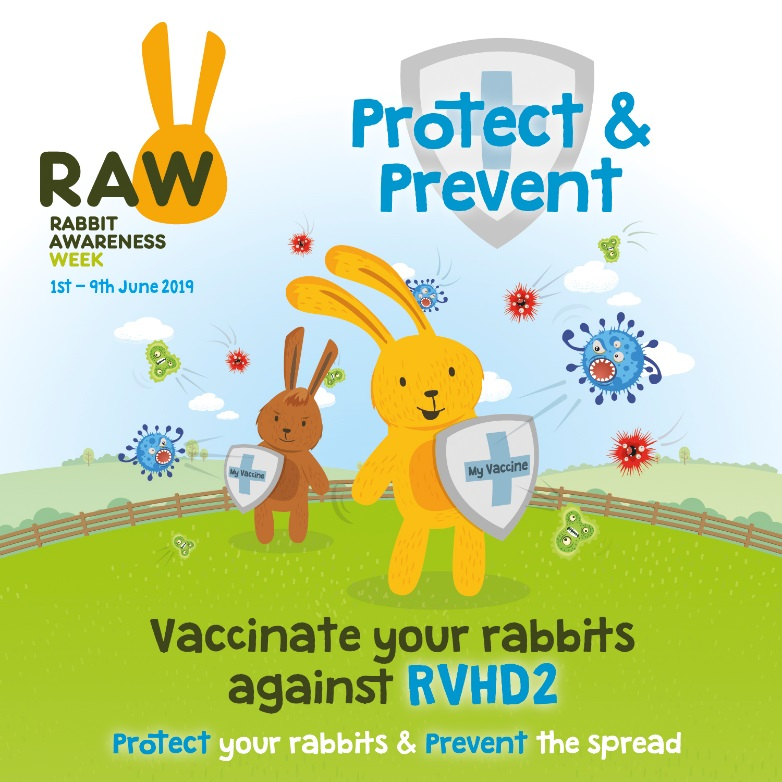 RAW
RABBIT
AWARENESS
WEEK
1st – 9th June 2019
Protect &
Prevent
My Vaccine
My Vaccine
Vaccinate your rabbits
against RVHD2
Protect your rabbits & Prevent the spread